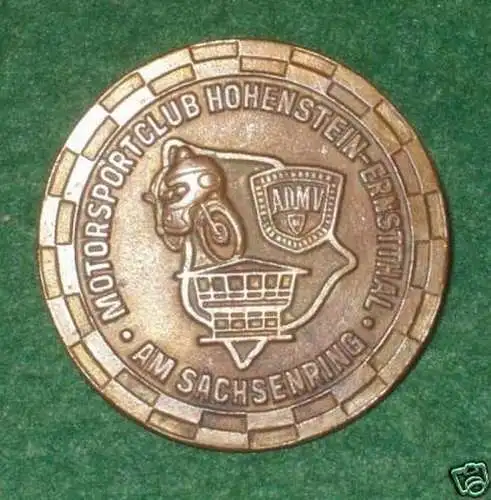 MOTORSPORTCLUB HOHENSTEIN-ERNSTTHAL
ADMV
· AM SACHSENRING ·